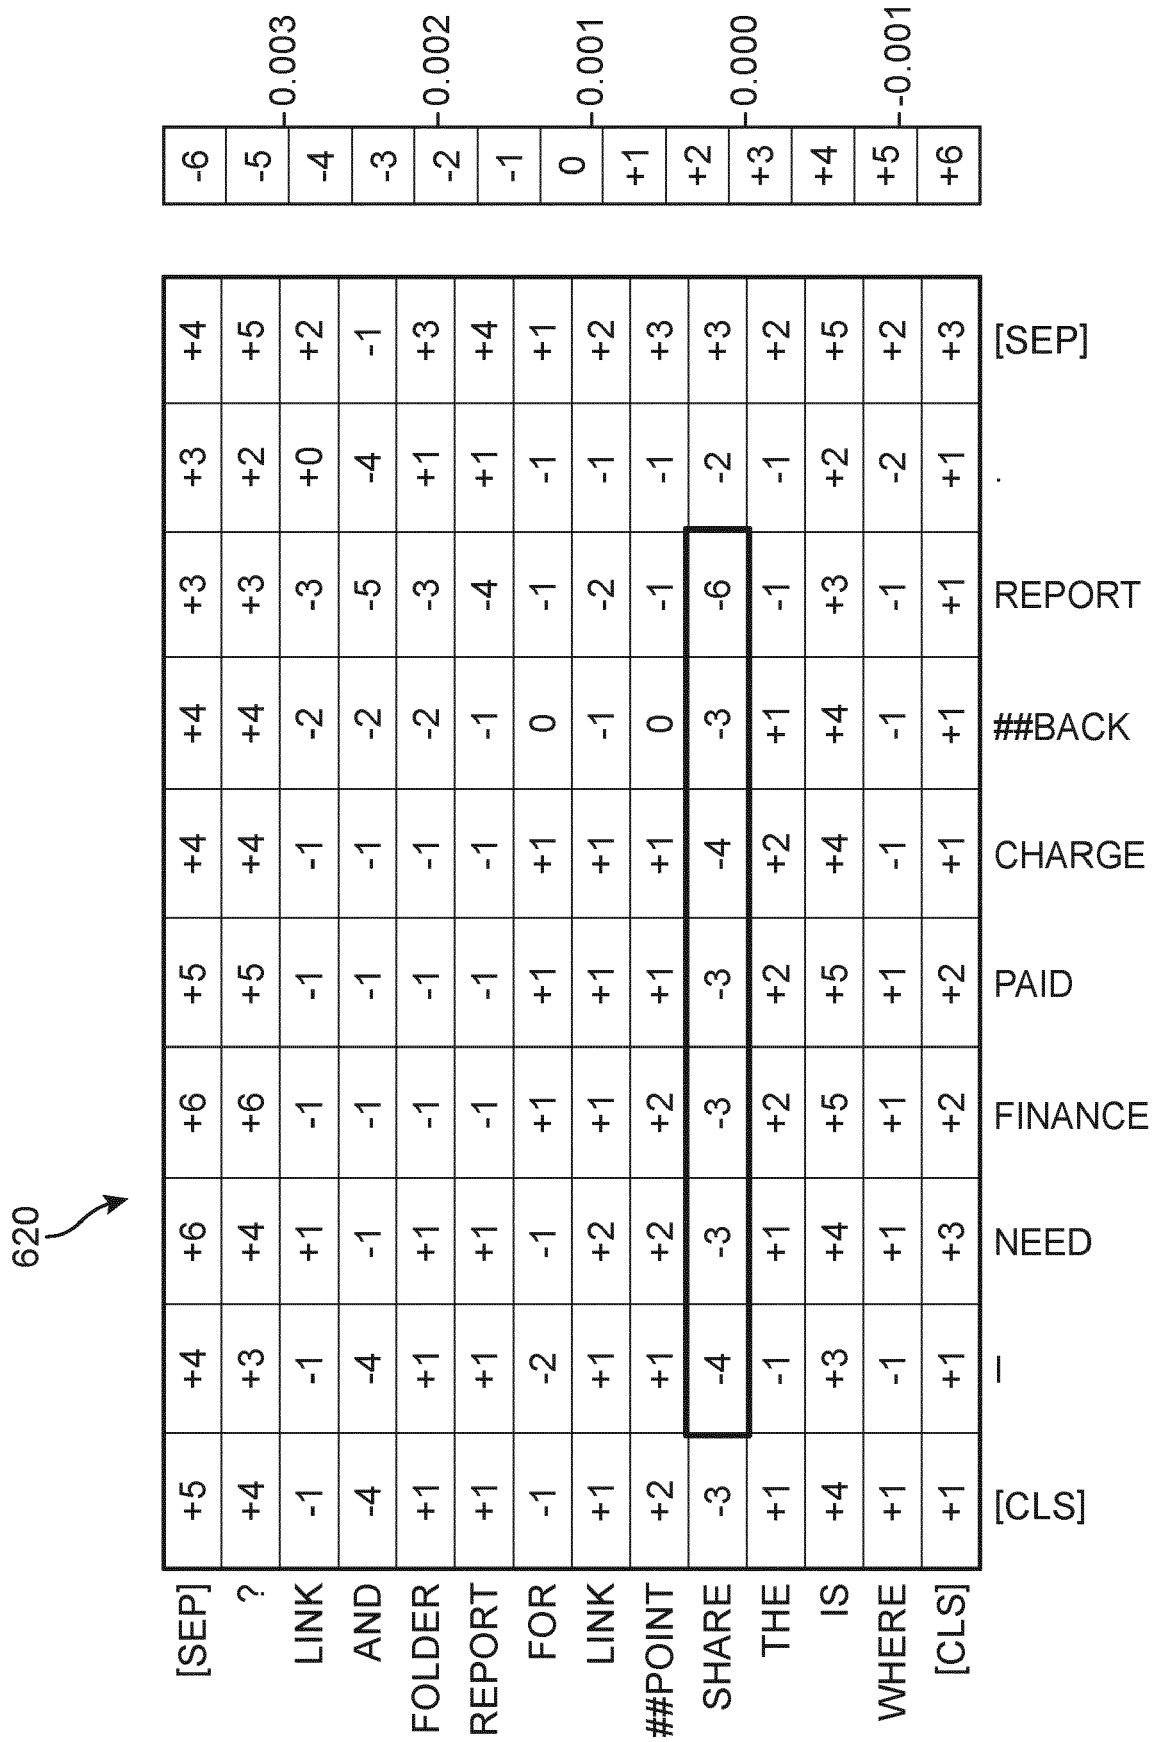 620
[SEP] +5 +4 +6 +6 +5 +4 +4 +3 +3 +4 -6
? +4 +3 +4 +6 +5 +4 +4 +3 +2 +5 -5
LINK -1 -1 +1 -1 -1 -1 -2 -3 +0 +2 -4 0.003
AND -4 -4 -1 -1 -1 -1 -2 -5 -4 -1 -3
FOLDER +1 +1 +1 -1 -1 -1 -2 -3 +1 +3 -2 0.002
REPORT +1 +1 +1 -1 -1 -1 -1 -4 +1 +4 -1
FOR -1 -2 -1 +1 +1 +1 0 -1 -1 +1 0
LINK +1 +1 +2 +1 +1 +1 -1 -2 -1 +2 +1 0.001
##POINT +2 +1 +2 +2 +1 +1 0 -1 -1 +3 +2
SHARE -3 -4 -3 -3 -3 -4 -3 -6 -2 +3 +3 0.000
THE +1 -1 +1 +2 +2 +2 +1 -1 -1 +2 +4
IS +4 +3 +4 +5 +5 +4 +4 +3 +2 +5 +5
WHERE +1 -1 +1 +1 +1 -1 -1 -1 -2 +2 +6 -0.001
[CLS] +1 +1 +3 +2 +2 +1 +1 +1 +1 +3
[CLS] I NEED FINANCE PAID CHARGE ##BACK REPORT . [SEP]